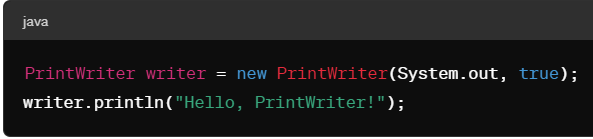 java
PrintWriter writer = new PrintWriter(System.out, true);
writer.println("Hello, PrintWriter!");